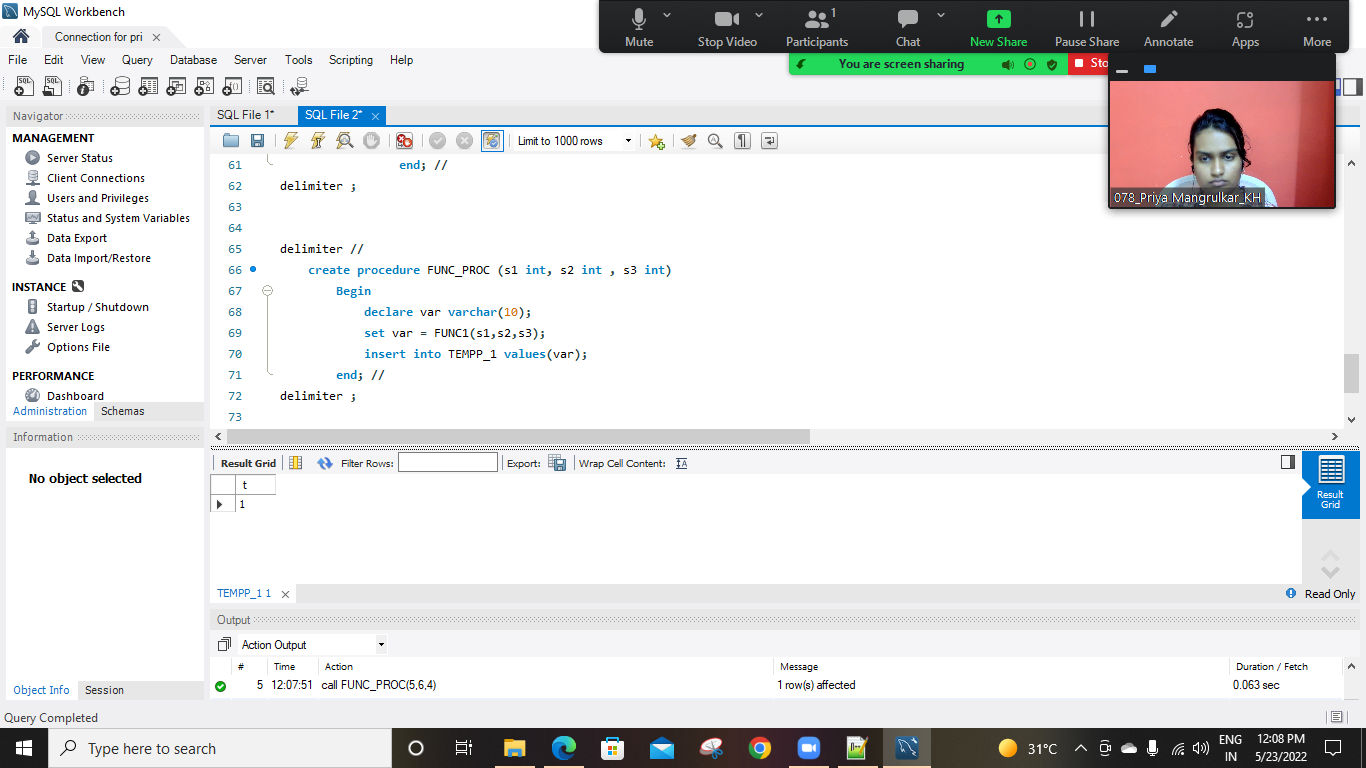 MySQL Workbench
Connection for pri
File Edit View Query Database Server Tools Scripting Help
Mute
Stop Video
1
Participants
Chat
New Share
Pause Share
Annotate
Apps
More
You are screen sharing
Sto
078_Priya Mangrulkar_KH
Navigator
MANAGEMENT
Server Status
Client Connections
Users and Privileges
Status and System Variables
Data Export
Data Import/Restore
INSTANCE
Startup / Shutdown
Server Logs
Options File
PERFORMANCE
Dashboard
Administration Schemas
Information
No object selected
Object Info Session
SQL File 1* SQL File 2*
Limit to 1000 rows
61 end; //
62 delimiter ;
63
64
65 delimiter //
66 create procedure FUNC_PROC (s1 int, s2 int , s3 int)
67 Begin
68 declare var varchar(10);
69 set var = FUNC1(s1,s2,s3);
70 insert into TEMPP_1 values(var);
71 end; //
72 delimiter ;
73
Result Grid Filter Rows: Export: Wrap Cell Content:
t
1
Result
Grid
TEMPP_1 1
Read Only
Output
Action Output
# Time Action Message Duration / Fetch
5 12:07:51 call FUNC_PROC(5,6,4) 1 row(s) affected 0.063 sec
Query Completed
Type here to search
31°C
ENG
IN
12:08 PM
5/23/2022